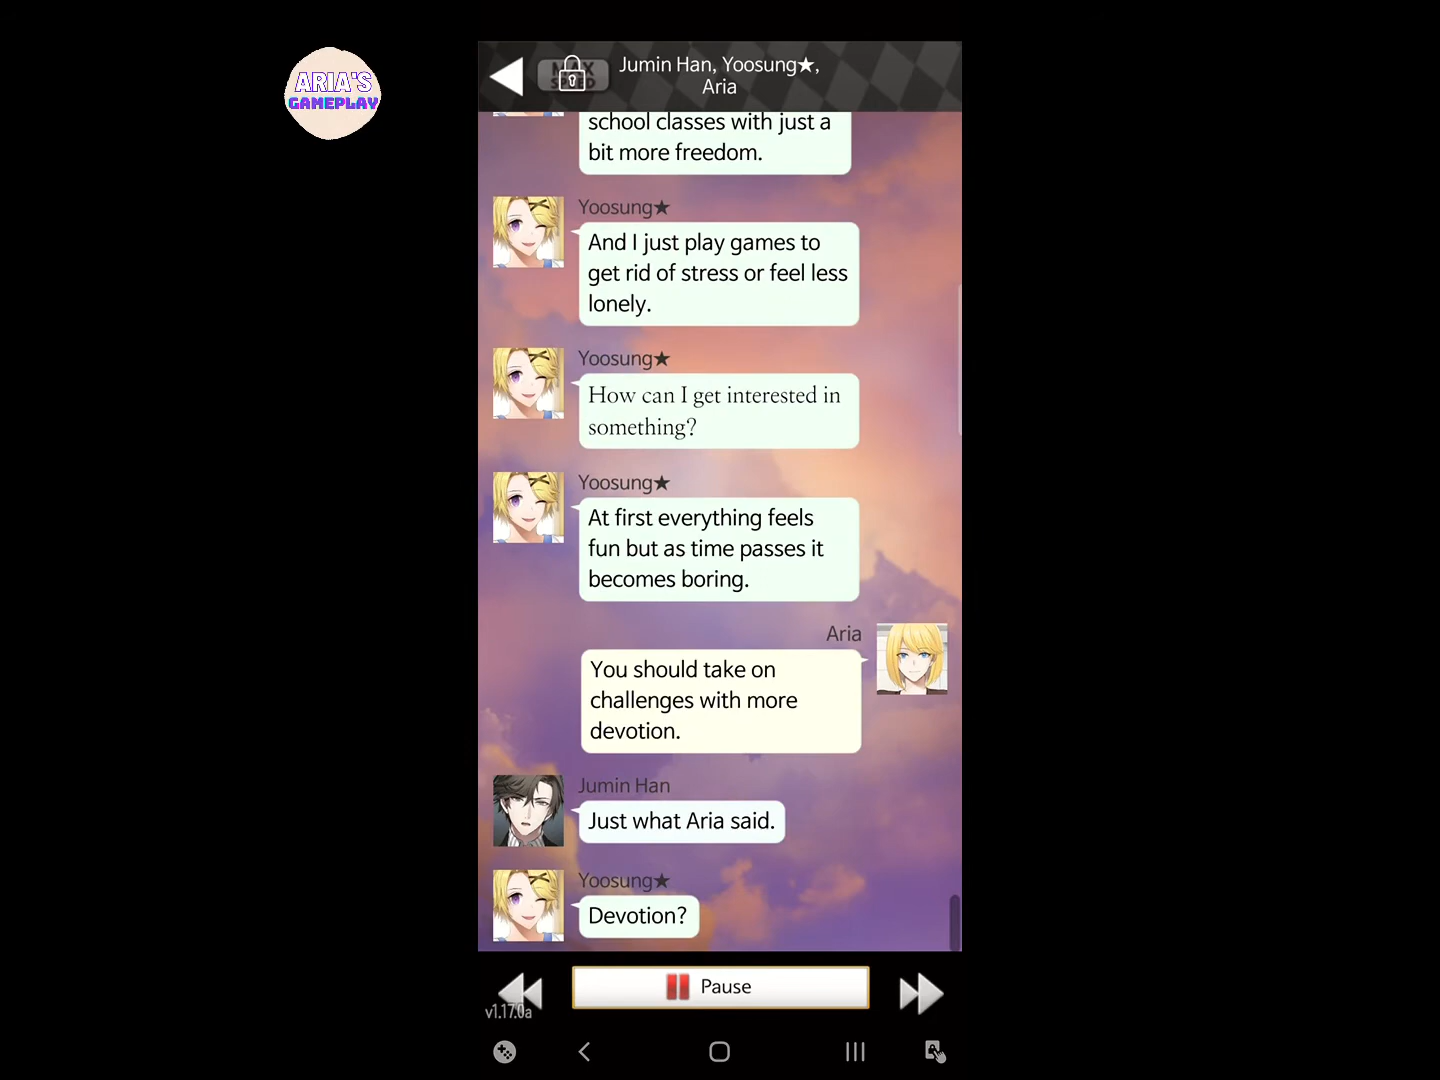 ARIA'S
GAMEPLAY
Jumin Han, Yoosung★,
Aria
school classes with just a
bit more freedom.
Yoosung★
And I just play games to
get rid of stress or feel less
lonely.
Yoosung★
How can I get interested in
something?
Yoosung★
At first everything feels
fun but as time passes it
becomes boring.
Aria
You should take on
challenges with more
devotion.
Jumin Han
Just what Aria said.
Yoosung★
Devotion?
Pause
v1.17.0a